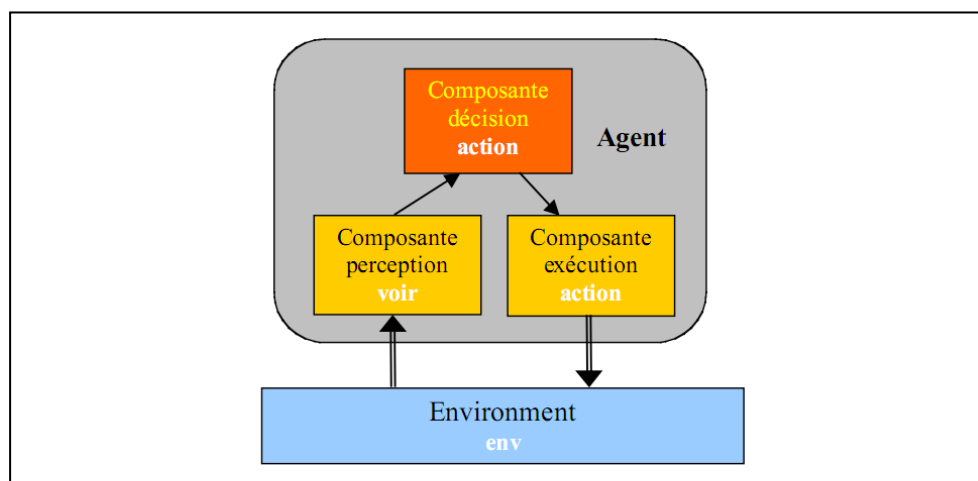 Composante
décision
action
Agent
Composante
perception
voir
Composante
exécution
action
Environment
env